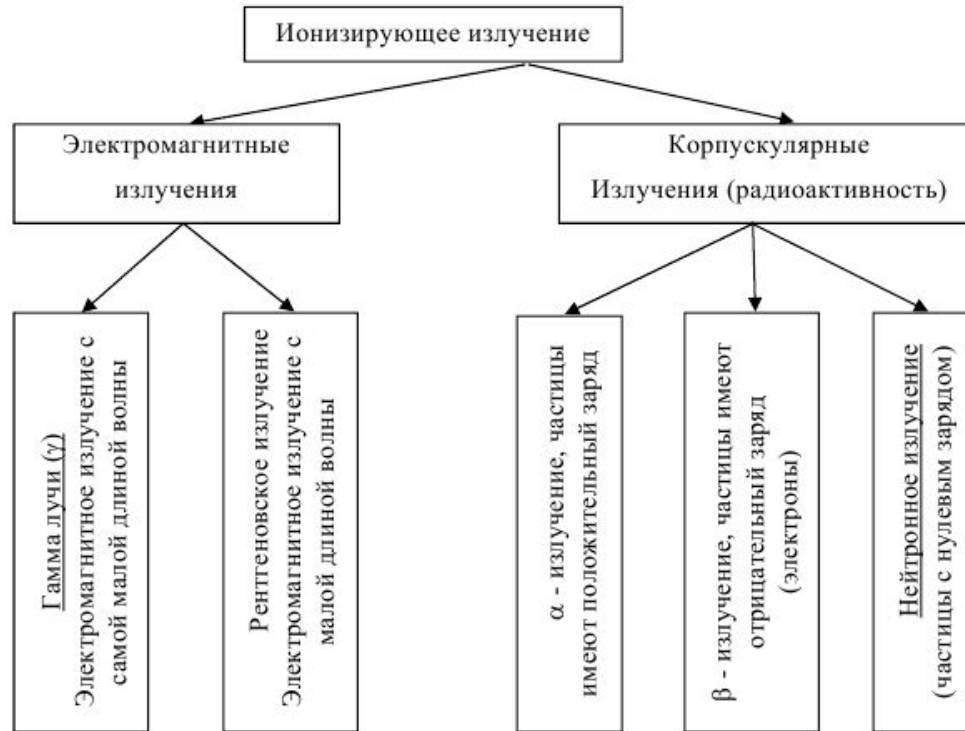 Ионизирующее излучение
Электромагнитные
излучения
Корпускулярные
Излучения (радиоактивность)
Гамма лучи (γ)
Электромагнитное излучение с
самой малой длиной волны
Рентгеновское излучение
Электромагнитное излучение с
малой длиной волны
α - излучение, частицы
имеют положительный заряд
β - излучение, частицы имеют
отрицательный заряд
(электроны)
Нейтронное излучение
(частицы с нулевым зарядом)